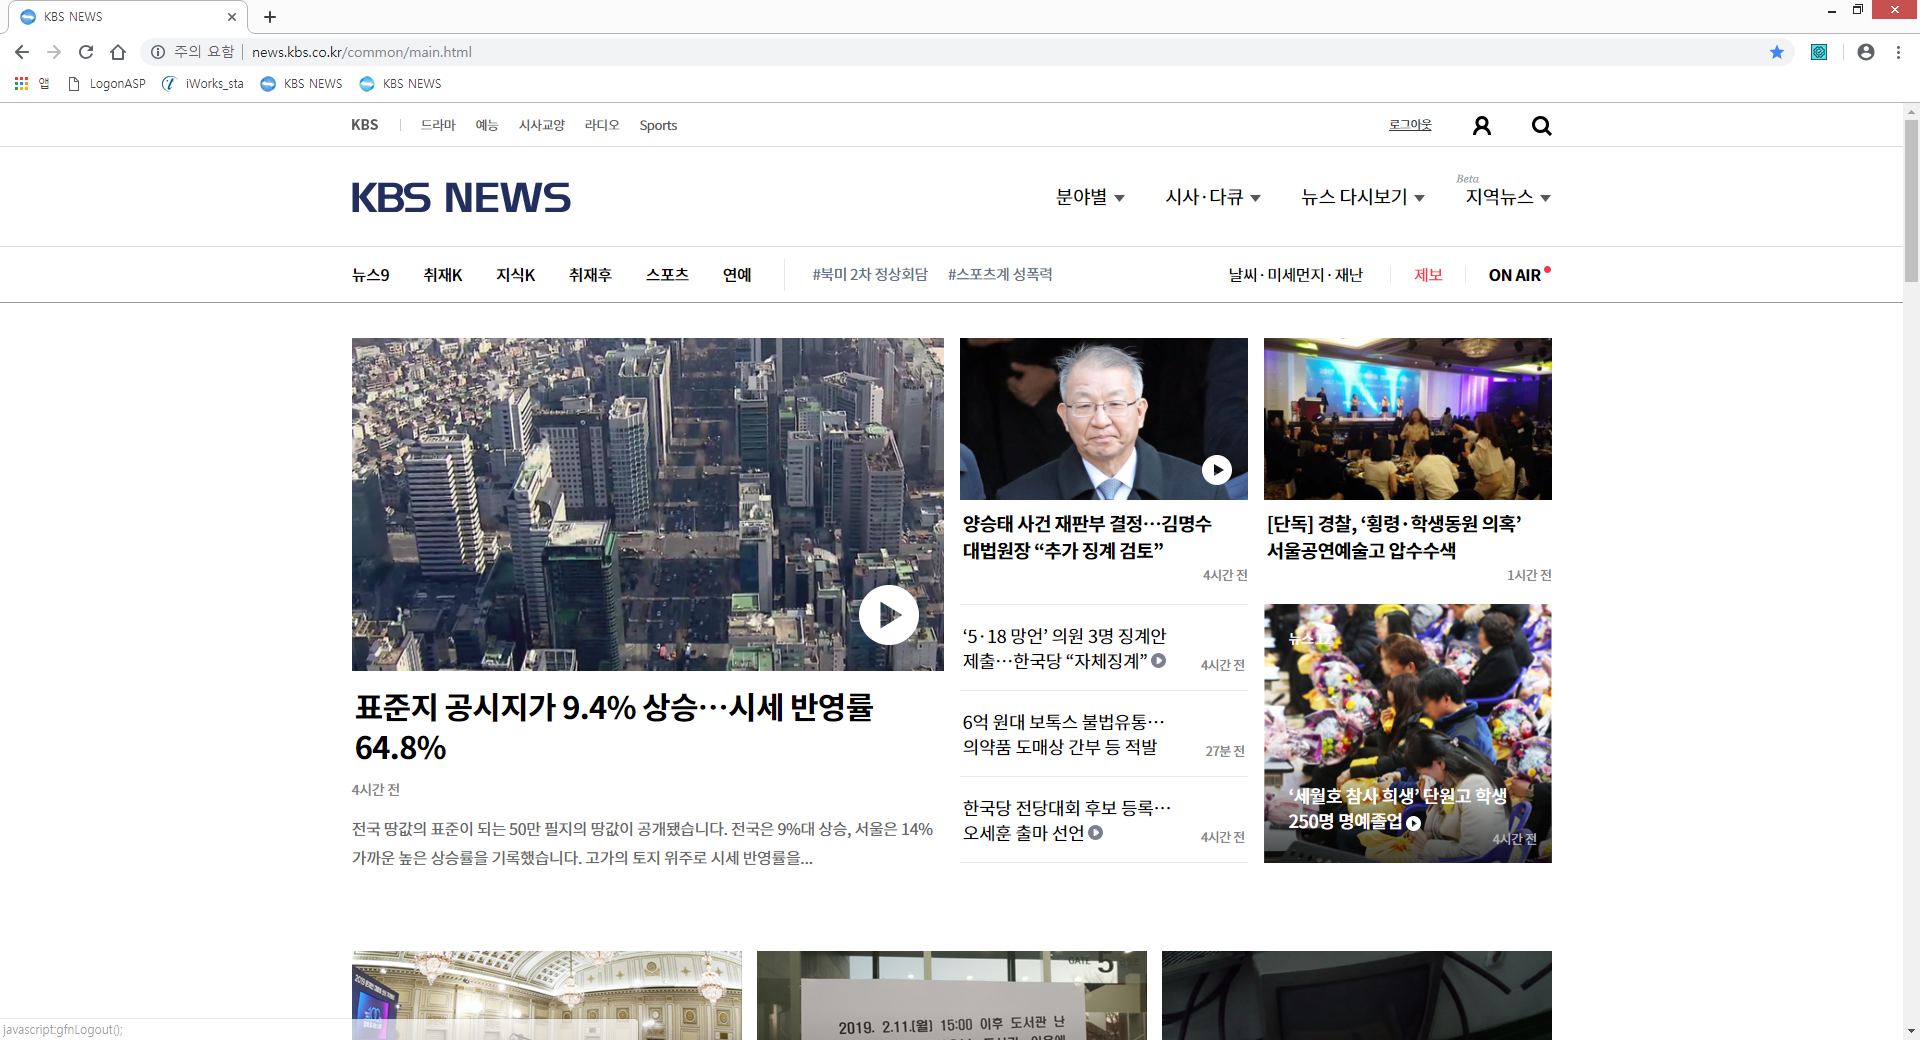 KBS NEWS
주의 요함
news.kbs.co.kr/common/main.html
앱
LogonASP
iWorks_sta
KBS NEWS
KBS NEWS
KBS
드라마
예능
시사교양
라디오
Sports
로그아웃
KBS NEWS
분야별
시사·다큐
뉴스 다시보기
Beta
지역뉴스
뉴스9
취재K
지식K
취재후
스포츠
연예
#북미 2차 정상회담
#스포츠계 성폭력
날씨·미세먼지·재난
제보
ON AIR
표준지 공시지가 9.4% 상승…시세 반영률
64.8%
4시간 전
전국 땅값의 표준이 되는 50만 필지의 땅값이 공개됐습니다. 전국은 9%대 상승, 서울은 14%
가까운 높은 상승률을 기록했습니다. 고가의 토지 위주로 시세 반영률을...
양승태 사건 재판부 결정…김명수
대법원장 “추가 징계 검토”
4시간 전
[단독] 경찰, ‘횡령·학생동원 의혹’
서울공연예술고 압수수색
1시간 전
‘5·18 망언’ 의원 3명 징계안
제출…한국당 “자체징계”
4시간 전
6억 원대 보톡스 불법유통…
의약품 도매상 간부 등 적발
27분 전
한국당 전당대회 후보 등록…
오세훈 출마 선언
4시간 전
뉴스 12
‘세월호 참사 희생’ 단원고 학생
250명 명예졸업
4시간 전
GATE 5
2019. 2.11.(월) 15:00 이후 도서관 난
javascript:gfnLogout();